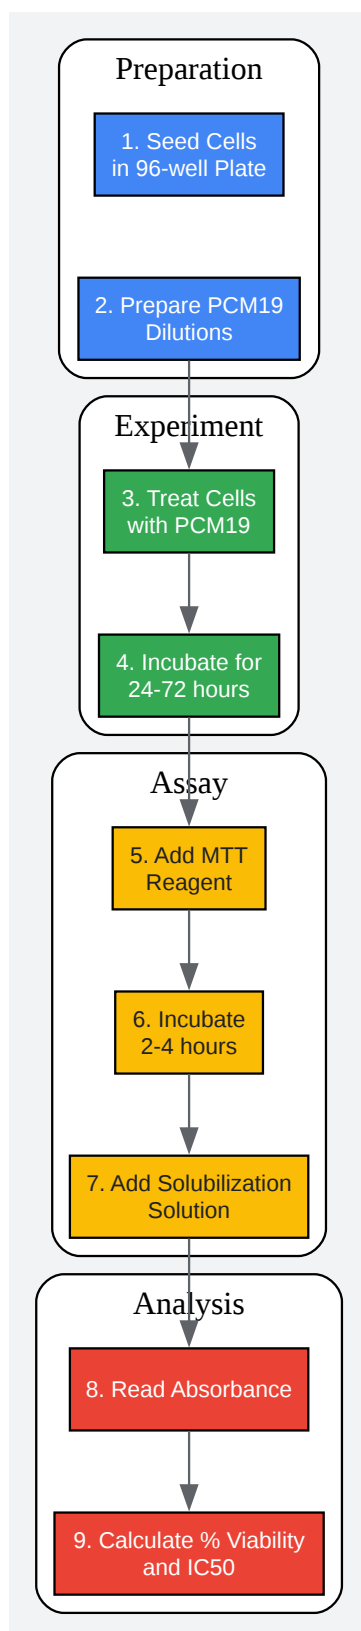 Preparation
1. Seed Cells
in 96-well Plate
2. Prepare PCM19
Dilutions
Experiment
3. Treat Cells
with PCM19
4. Incubate for
24-72 hours
Assay
5. Add MTT
Reagent
6. Incubate
2-4 hours
7. Add Solubilization
Solution
Analysis
8. Read Absorbance
9. Calculate % Viability
and IC50